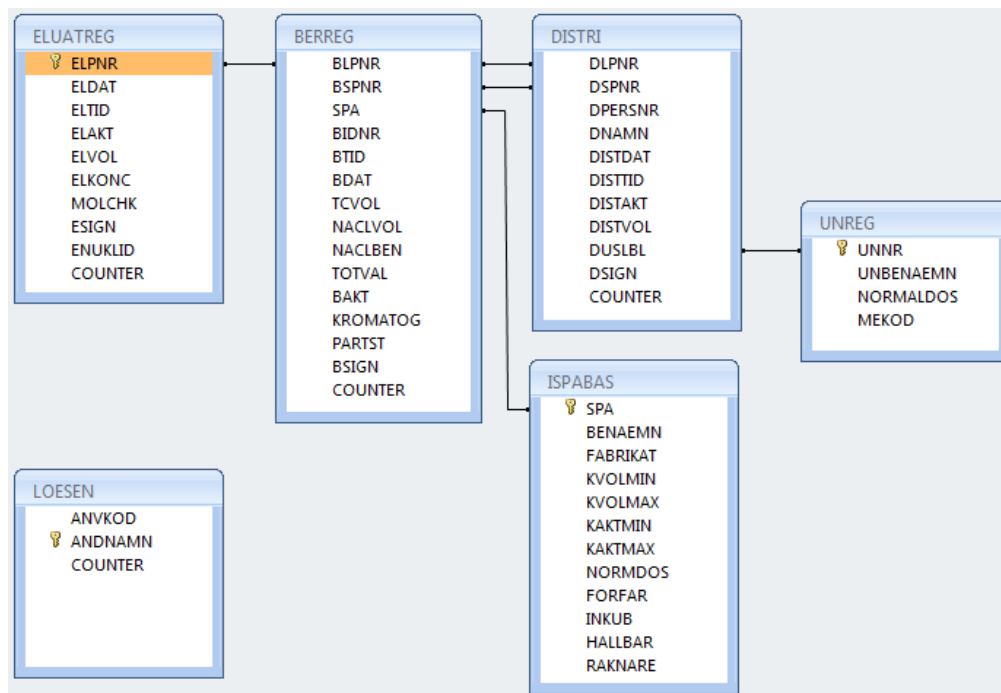 ELUATREG
ELPNR
ELDAT
ELTID
ELAKT
ELVOL
ELKONC
MOLCHK
ESIGN
ENUKLID
COUNTER
BERREG
BLPNR
BSPNR
SPA
BIDNR
BTID
BDAT
TCVOL
NACLVOL
NACLBEN
TOTVAL
BAKT
KROMATOG
PARTST
BSIGN
COUNTER
DISTRI
DLPNR
DSPNR
DPERSNR
DNAMN
DISTDAT
DISTTID
DISTAKT
DISTVOL
DUSLBL
DSIGN
COUNTER
UNREG
UNNR
UNBENAEMN
NORMALDOS
MEKOD
ISPABAS
SPA
BENAEMN
FABRIKAT
KVOLMIN
KVOLMAX
KAKTMIN
KAKTMAX
NORMDOS
FORFAR
INKUB
HALLBAR
RAKNARE
LOESEN
ANVKOD
ANDNAMN
COUNTER